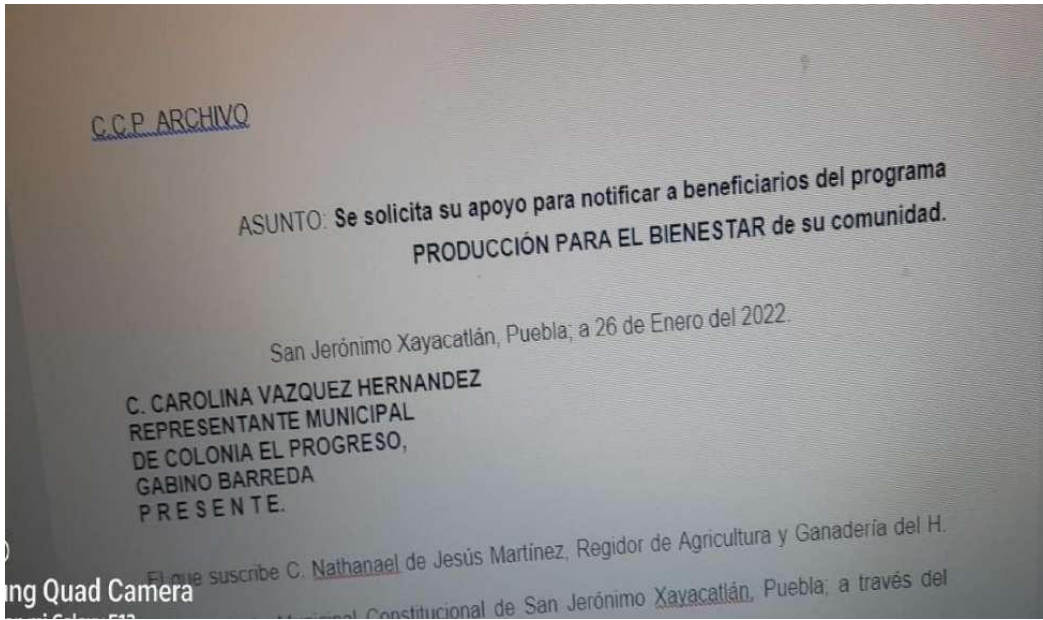 C.C.P. ARCHIVO
ASUNTO: Se solicita su apoyo para notificar a beneficiarios del programa
PRODUCCIÓN PARA EL BIENESTAR de su comunidad.
San Jerónimo Xayacatlán, Puebla; a 26 de Enero del 2022.
C. CAROLINA VAZQUEZ HERNANDEZ
REPRESENTANTE MUNICIPAL
DE COLONIA EL PROGRESO,
GABINO BARREDA
P R E S E N T E.
El que suscribe C. Nathanael de Jesús Martínez, Regidor de Agricultura y Ganadería del H.
Municipal Constitucional de San Jerónimo Xayacatlán, Puebla; a través del
Quad Camera